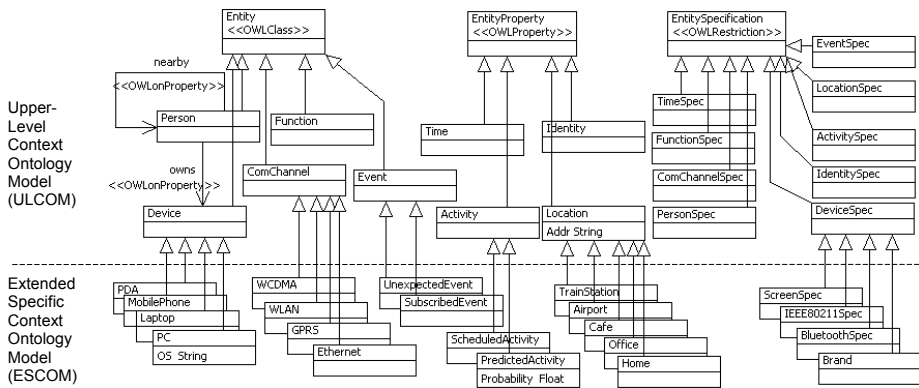 Entity
<<OWLClass>>
EntityProperty
<<OWLProperty>>
EntitySpecification
<<OWLRestriction>>
EventSpec
nearby
<<OWLonProperty>>
LocationSpec
Upper-
Level
Context
Ontology
Model
(ULCOM)
Person
Function
Time
Identity
TimeSpec
ActivitySpec
FunctionSpec
owns
<<OWLonProperty>>
ComChannel
Event
ComChannelSpec
IdentitySpec
Device
Activity
Location
Addr String
PersonSpec
DeviceSpec
Extended
Specific
Context
Ontology
Model
(ESCOM)
PDA
MobilePhone
Laptop
PC
OS String
WCDMA
WLAN
GPRS
Ethernet
UnexpectedEvent
SubscribedEvent
ScheduledActivity
PredictedActivity
Probability Float
TrainStation
Airport
Cafe
Office
Home
ScreenSpec
IEEE80211Spec
BluetoothSpec
Brand